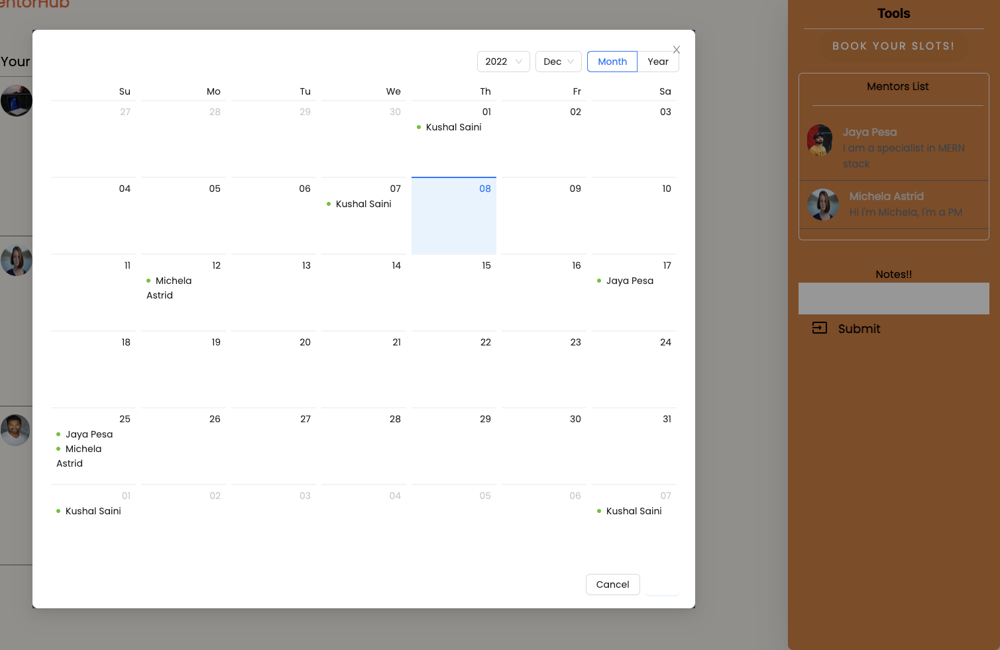 entorHub
Your
2022 Dec Month Year
Su Mo Tu We Th Fr Sa
27 28 29 30 01 02 03
Kushal Saini
04 05 06 07 08 09 10
Kushal Saini
11 12 13 14 15 16 17
Michela Jaya Pesa
Astrid
18 19 20 21 22 23 24
25 26 27 28 29 30 31
Jaya Pesa
Michela
Astrid
01 02 03 04 05 06 07
Kushal Saini Kushal Saini
Cancel
Tools
BOOK YOUR SLOTS!
Mentors List
Jaya Pesa
I am a specialist in MERN
stack
Michela Astrid
Hi I'm Michela, I'm a PM
Notes!!
Submit